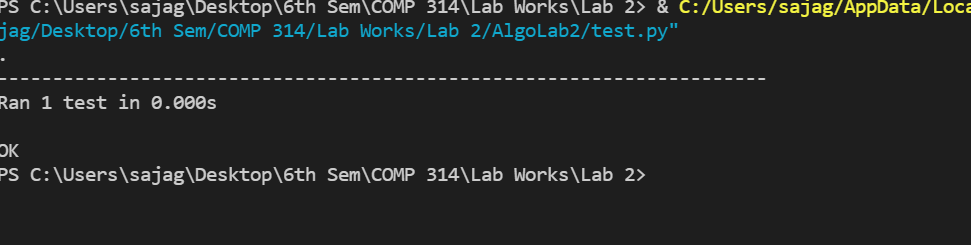 PS C:\Users\sajag\Desktop\6th Sem\COMP 314\Lab Works\Lab 2> & C:/Users/sajag/AppData/Loca
jag/Desktop/6th Sem/COMP 314/Lab Works/Lab 2/AlgoLab2/test.py"
.
----------------------------------------------------------------------
Ran 1 test in 0.000s
OK
PS C:\Users\sajag\Desktop\6th Sem\COMP 314\Lab Works\Lab 2>